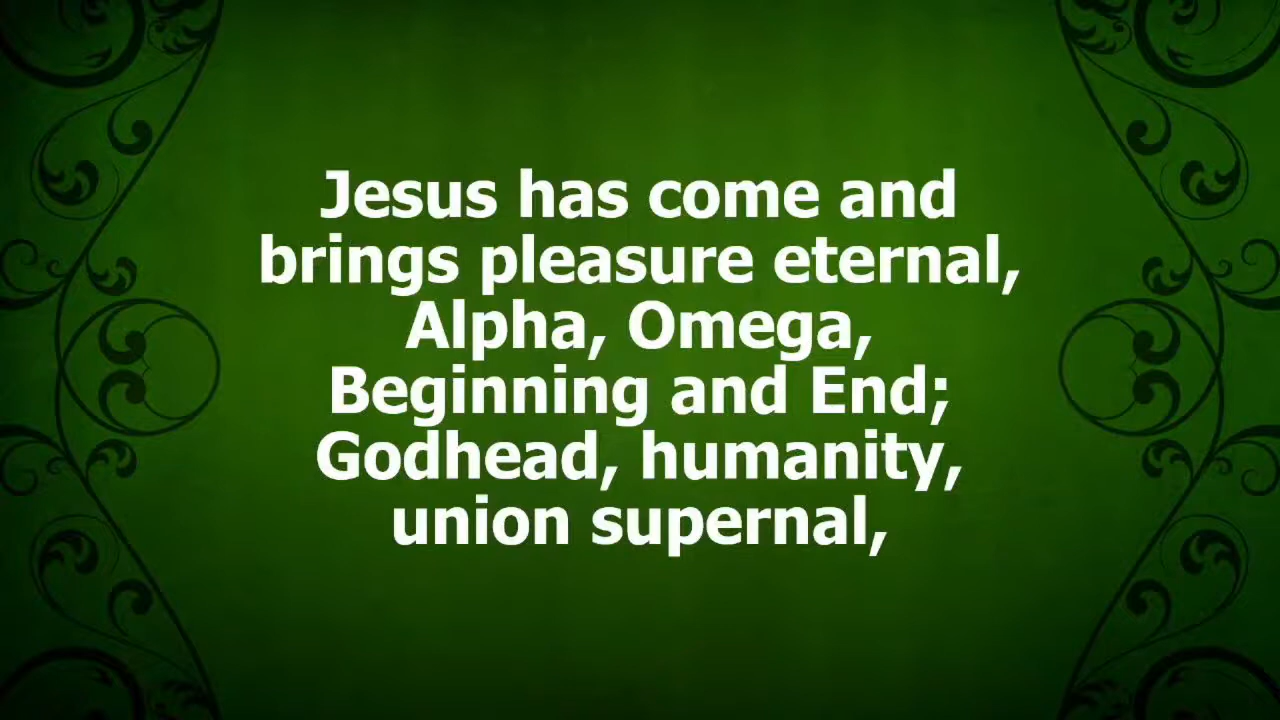 Jesus has come and
brings pleasure eternal,
Alpha, Omega,
Beginning and End;
Godhead, humanity,
union supernal,